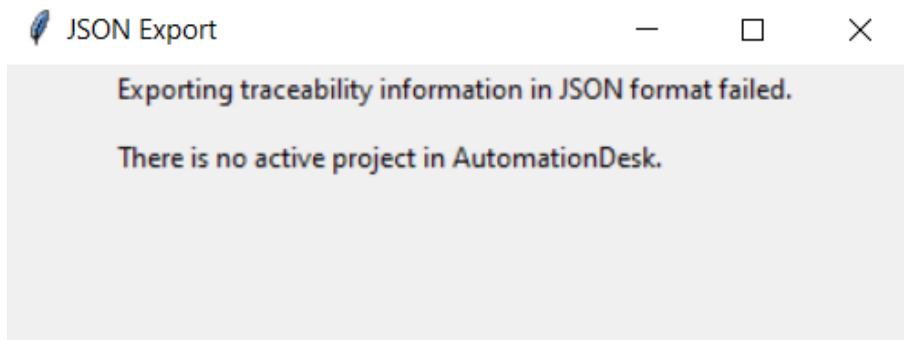 JSON Export
Exporting traceability information in JSON format failed.
There is no active project in AutomationDesk.